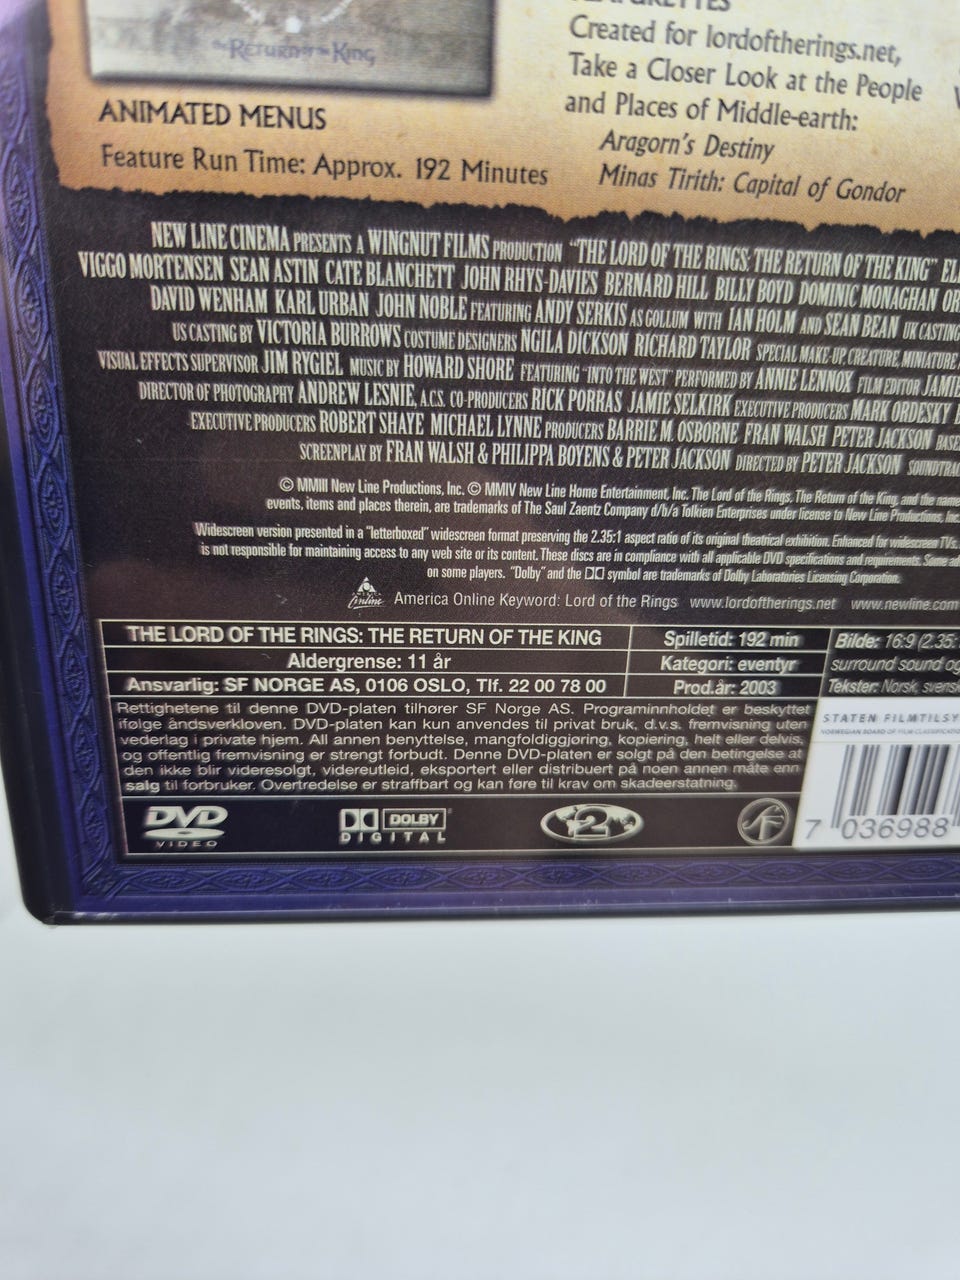 the RETURN of the KING
ANIMATED MENUS
Feature Run Time: Approx. 192 Minutes
Created for lordoftherings.net,
Take a Closer Look at the People
and Places of Middle-earth:
Aragorn's Destiny
Minas Tirith: Capital of Gondor
NEW LINE CINEMA PRESENTS A WINGNUT FILMS PRODUCTION "THE LORD OF THE RINGS: THE RETURN OF THE KING"
VIGGO MORTENSEN SEAN ASTIN CATE BLANCHETT JOHN RHYS-DAVIES BERNARD HILL BILLY BOYD DOMINIC MONAGHAN
DAVID WENHAM KARL URBAN JOHN NOBLE FEATURING ANDY SERKIS AS GOLLUM WITH IAN HOLM AND SEAN BEAN UK CASTING
US CASTING BY VICTORIA BURROWS COSTUME DESIGNERS NGILA DICKSON RICHARD TAYLOR SPECIAL MAKE-UP, CREATURE, MINIATURE
VISUAL EFFECTS SUPERVISOR JIM RYGIEL MUSIC BY HOWARD SHORE FEATURING "INTO THE WEST" PERFORMED BY ANNIE LENNOX FILM EDITOR JAMIE
DIRECTOR OF PHOTOGRAPHY ANDREW LESNIE, A.C.S. CO-PRODUCERS RICK PORRAS JAMIE SELKIRK EXECUTIVE PRODUCERS MARK ORDESKY
EXECUTIVE PRODUCERS ROBERT SHAYE MICHAEL LYNNE PRODUCERS BARRIE M. OSBORNE FRAN WALSH PETER JACKSON BASE
SCREENPLAY BY FRAN WALSH & PHILIPPA BOYENS & PETER JACKSON DIRECTED BY PETER JACKSON SOUNDTRA
© MMIII New Line Productions, Inc. © MMIV New Line Home Entertainment, Inc. The Lord of the Rings, The Return of the King, and the name
events, items and places therein, are trademarks of The Saul Zaentz Company d/b/a Tolkien Enterprises under license to New Line Productions, Inc.
Widescreen version presented in a "letterboxed" widescreen format preserving the 2.35:1 aspect ratio of its original theatrical exhibition. Enhanced for widescreen TVs.
is not responsible for maintaining access to any web site or its content. These discs are in compliance with all applicable DVD specifications and requirements. Some
on some players. "Dolby" and the DD symbol are trademarks of Dolby Laboratories Licensing Corporation.
America Online Keyword: Lord of the Rings www.lordoftherings.net www.newline.com
THE LORD OF THE RINGS: THE RETURN OF THE KING
Aldergrense: 11 år
Ansvarlig: SF NORGE AS, 0106 OSLO, Tlf. 22 00 78 00
Spilletid: 192 min
Kategori: eventyr
Prod.år: 2003
Bilde: 16:9 (2.35:
surround sound og
Tekster: Norsk, svensk
Rettighetene til denne DVD-platen tilhører SF Norge AS. Programinnholdet er beskyttet
ifølge åndsverkloven. DVD-platen kan kun anvendes til privat bruk, d.v.s. fremvisning uten
vederlag i private hjem. All annen benyttelse, mangfoldiggjøring, kopiering, helt eller delvis,
og offentlig fremvisning er strengt forbudt. Denne DVD-platen er solgt på den betingelse at
den ikke blir videresolgt, videreutleid, eksportert eller distribuert på noen annen måte enn
salg til forbruker. Overtredelse er straffbart og kan føre til krav om skadeerstatning.
STATEN FILMTILSY
NORWEGIAN BOARD OF FILM CLASSIFICATIO
7 036988
DVD
VIDEO
DOLBY
DIGITAL
2
SF